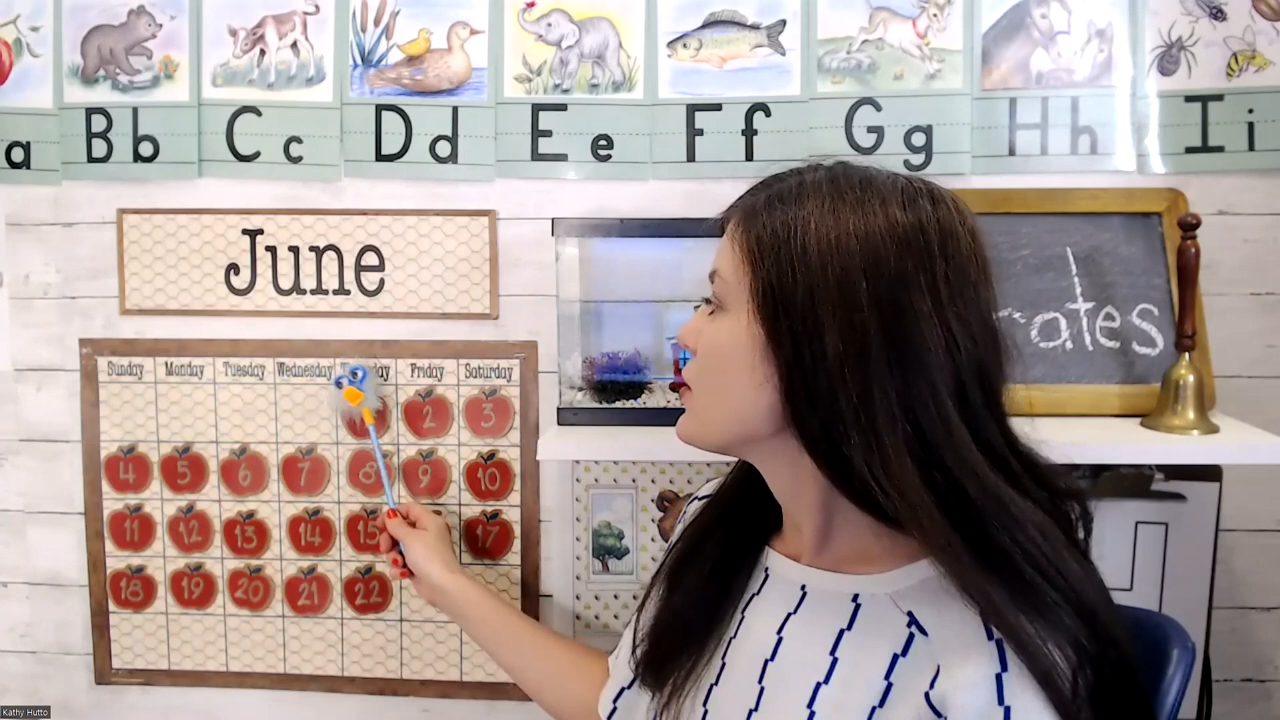 a Bb Cc Dd Ee Ff Gg Hh Ii
June
ates
Sunday Monday Tuesday Wednesday Friday Saturday
2 3
4 5 6 7 8 9 10
11 12 13 14 15 17
18 19 20 21 22
Kathy Hutto